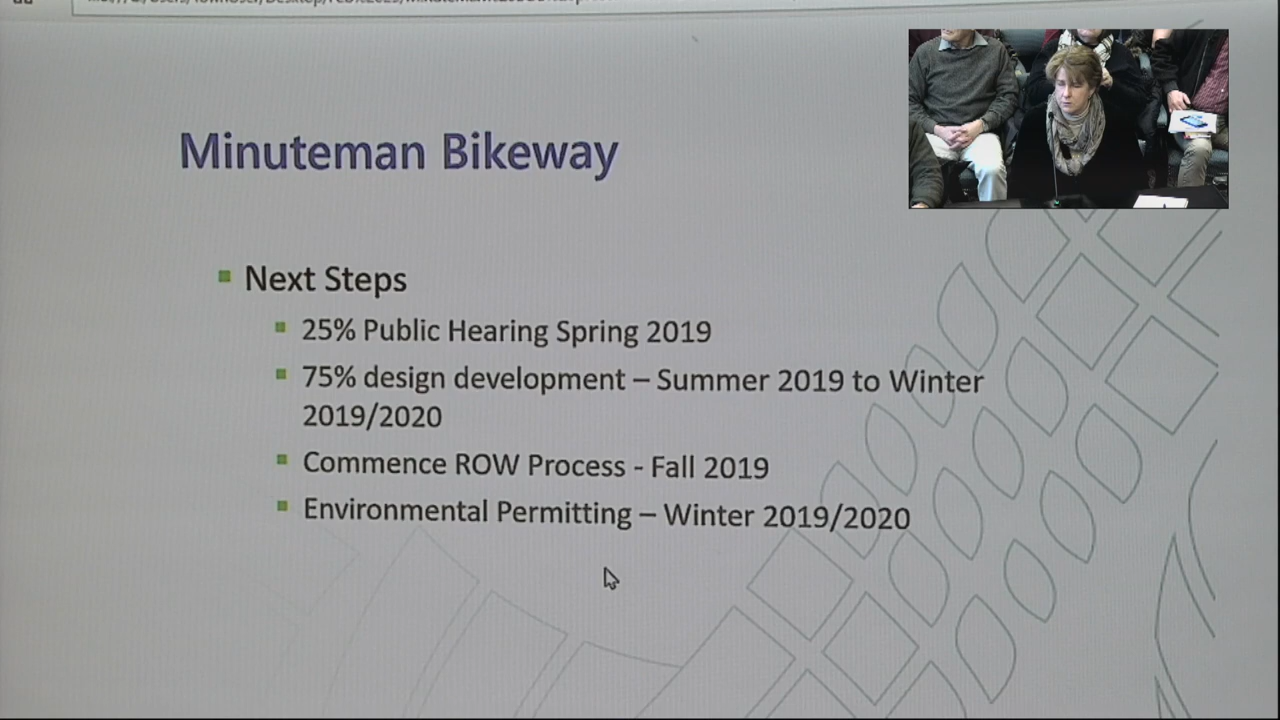 Minuteman Bikeway
Next Steps
25% Public Hearing Spring 2019
75% design development – Summer 2019 to Winter
2019/2020
Commence ROW Process - Fall 2019
Environmental Permitting – Winter 2019/2020